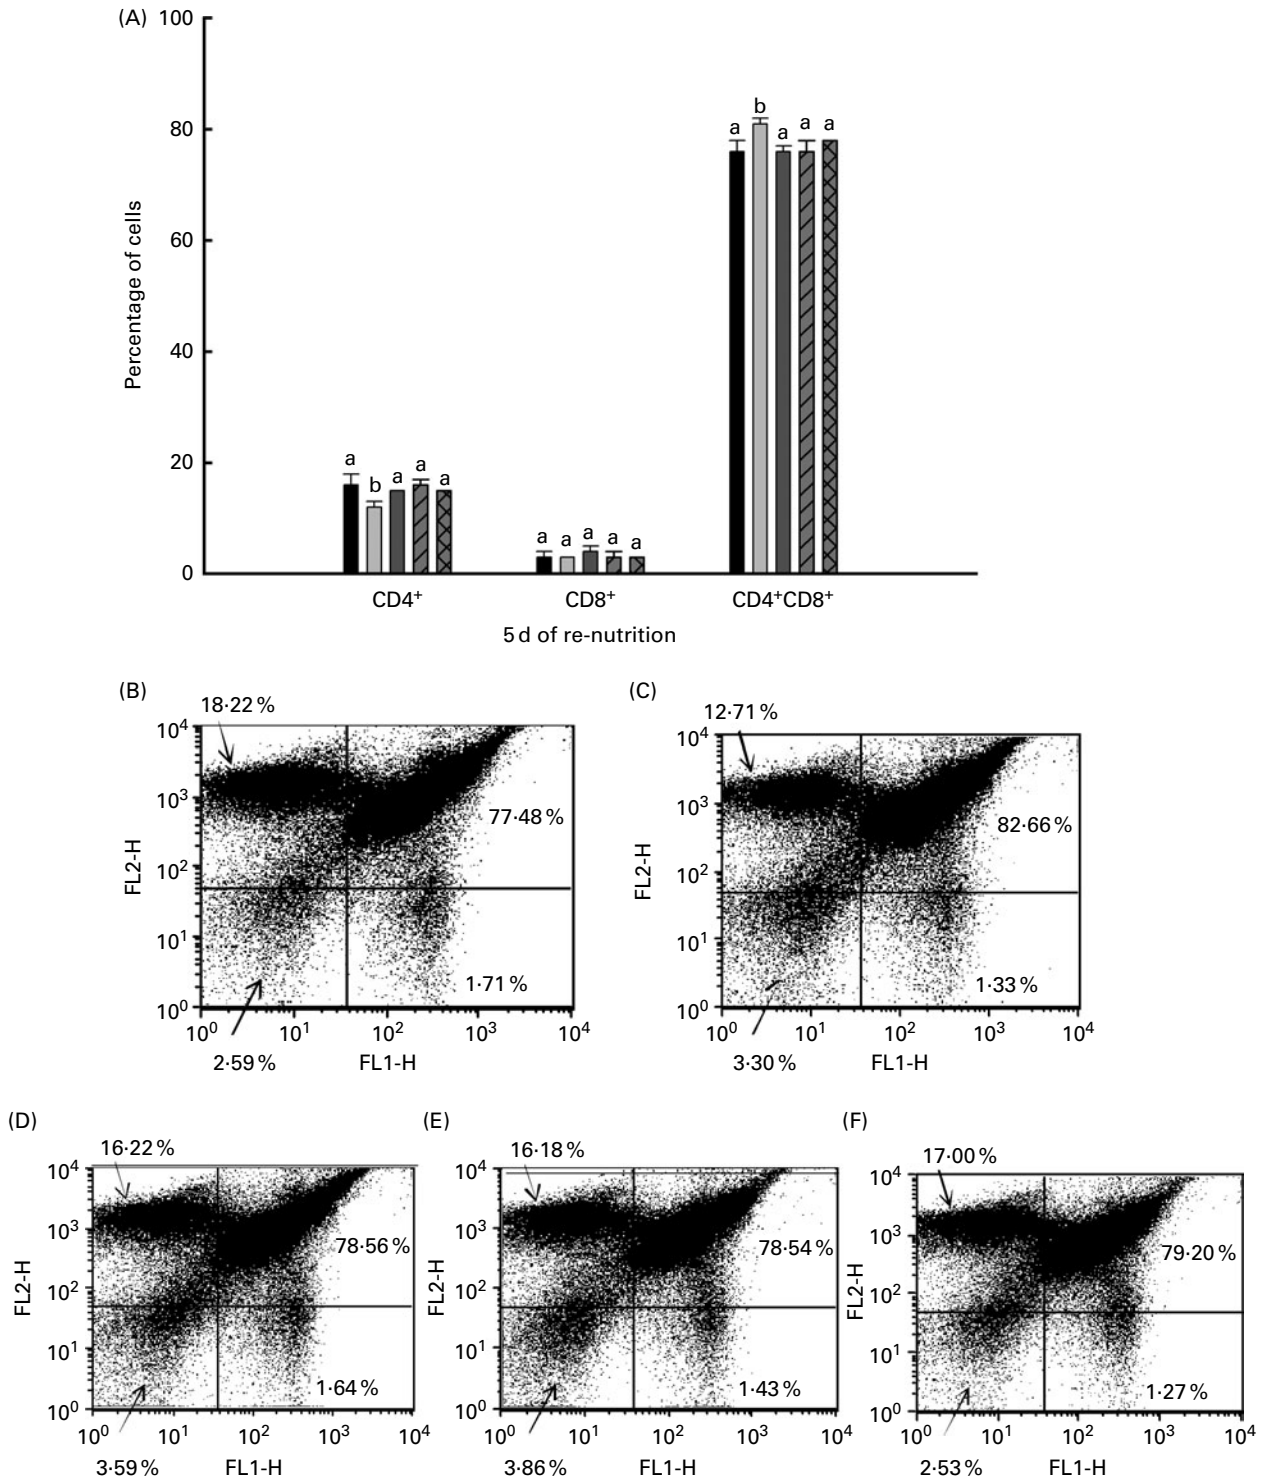 (A)
100
80
60
40
20
0
Percentage of cells
a b a a a
a a a a a
a b a a a
CD4⁺ CD8⁺ CD4⁺CD8⁺
5 d of re-nutrition
(B)
18·22 %
10⁴
10³
10²
10¹
10⁰
FL2-H
77·48 %
1·71 %
10⁰ 10¹ 10² 10³ 10⁴
2·59 % FL1-H
(C)
12·71 %
10⁴
10³
10²
10¹
10⁰
FL2-H
82·66 %
1·33 %
10⁰ 10¹ 10² 10³ 10⁴
3·30 % FL1-H
(D)
16·22 %
10⁴
10³
10²
10¹
10⁰
FL2-H
78·56 %
1·64 %
10⁰ 10¹ 10² 10³ 10⁴
3·59 % FL1-H
(E)
16·18 %
10⁴
10³
10²
10¹
10⁰
FL2-H
78·54 %
1·43 %
10⁰ 10¹ 10² 10³ 10⁴
3·86 % FL1-H
(F)
17·00 %
10⁴
10³
10²
10¹
10⁰
FL2-H
79·20 %
1·27 %
10⁰ 10¹ 10² 10³ 10⁴
2·53 % FL1-H